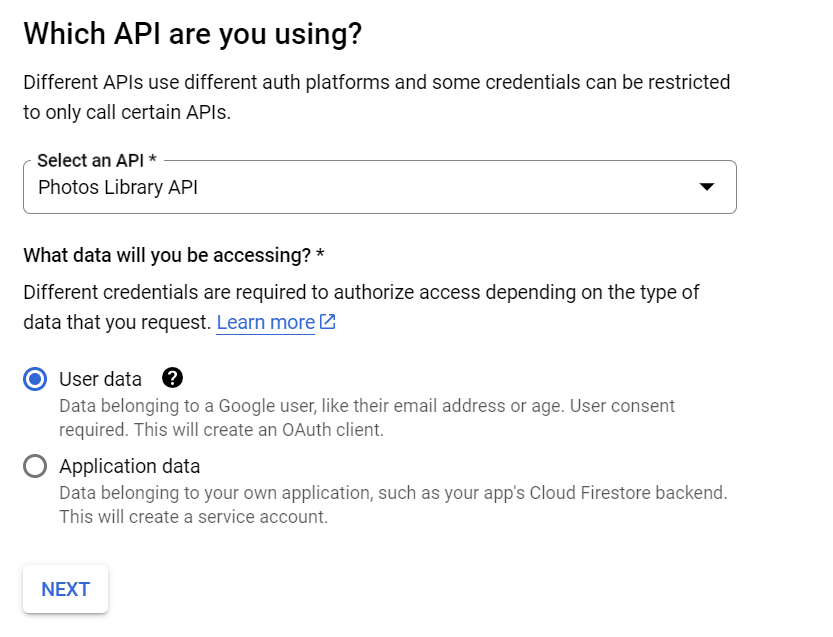 Which API are you using?
Different APIs use different auth platforms and some credentials can be restricted
to only call certain APIs.
Select an API *
Photos Library API
What data will you be accessing? *
Different credentials are required to authorize access depending on the type of
data that you request. Learn more
User data ?
Data belonging to a Google user, like their email address or age. User consent
required. This will create an OAuth client.
Application data
Data belonging to your own application, such as your app's Cloud Firestore backend.
This will create a service account.
NEXT